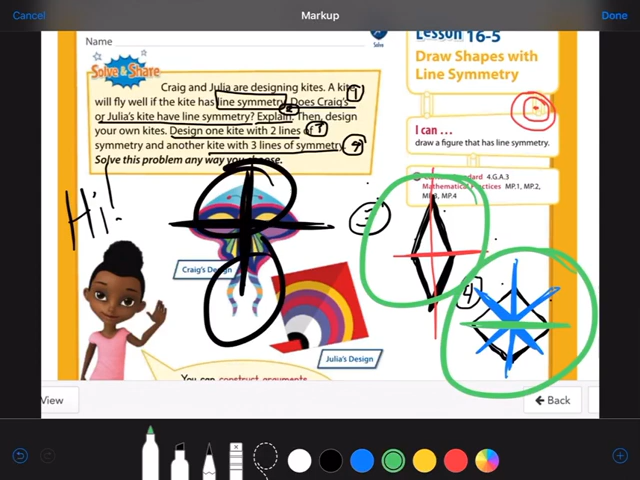 Cancel
Markup
Done
Name
Solve
Lesson 16-5
Draw Shapes with
Line Symmetry
Solve & Share
Craig and Julia are designing kites. A kite
will fly well if the kite has line symmetry. Does Craig's
or Julia's kite have line symmetry? Explain. Then, design
your own kites. Design one kite with 2 lines of
symmetry and another kite with 3 lines of symmetry.
Solve this problem any way you choose.
I can ...
draw a figure that has line symmetry.
Standard 4.G.A.3
Mathematical Practices MP.1, MP.2,
MP.3, MP.4
Hi!
Craig's Design
Julia's Design
You can construct arguments
View
Back